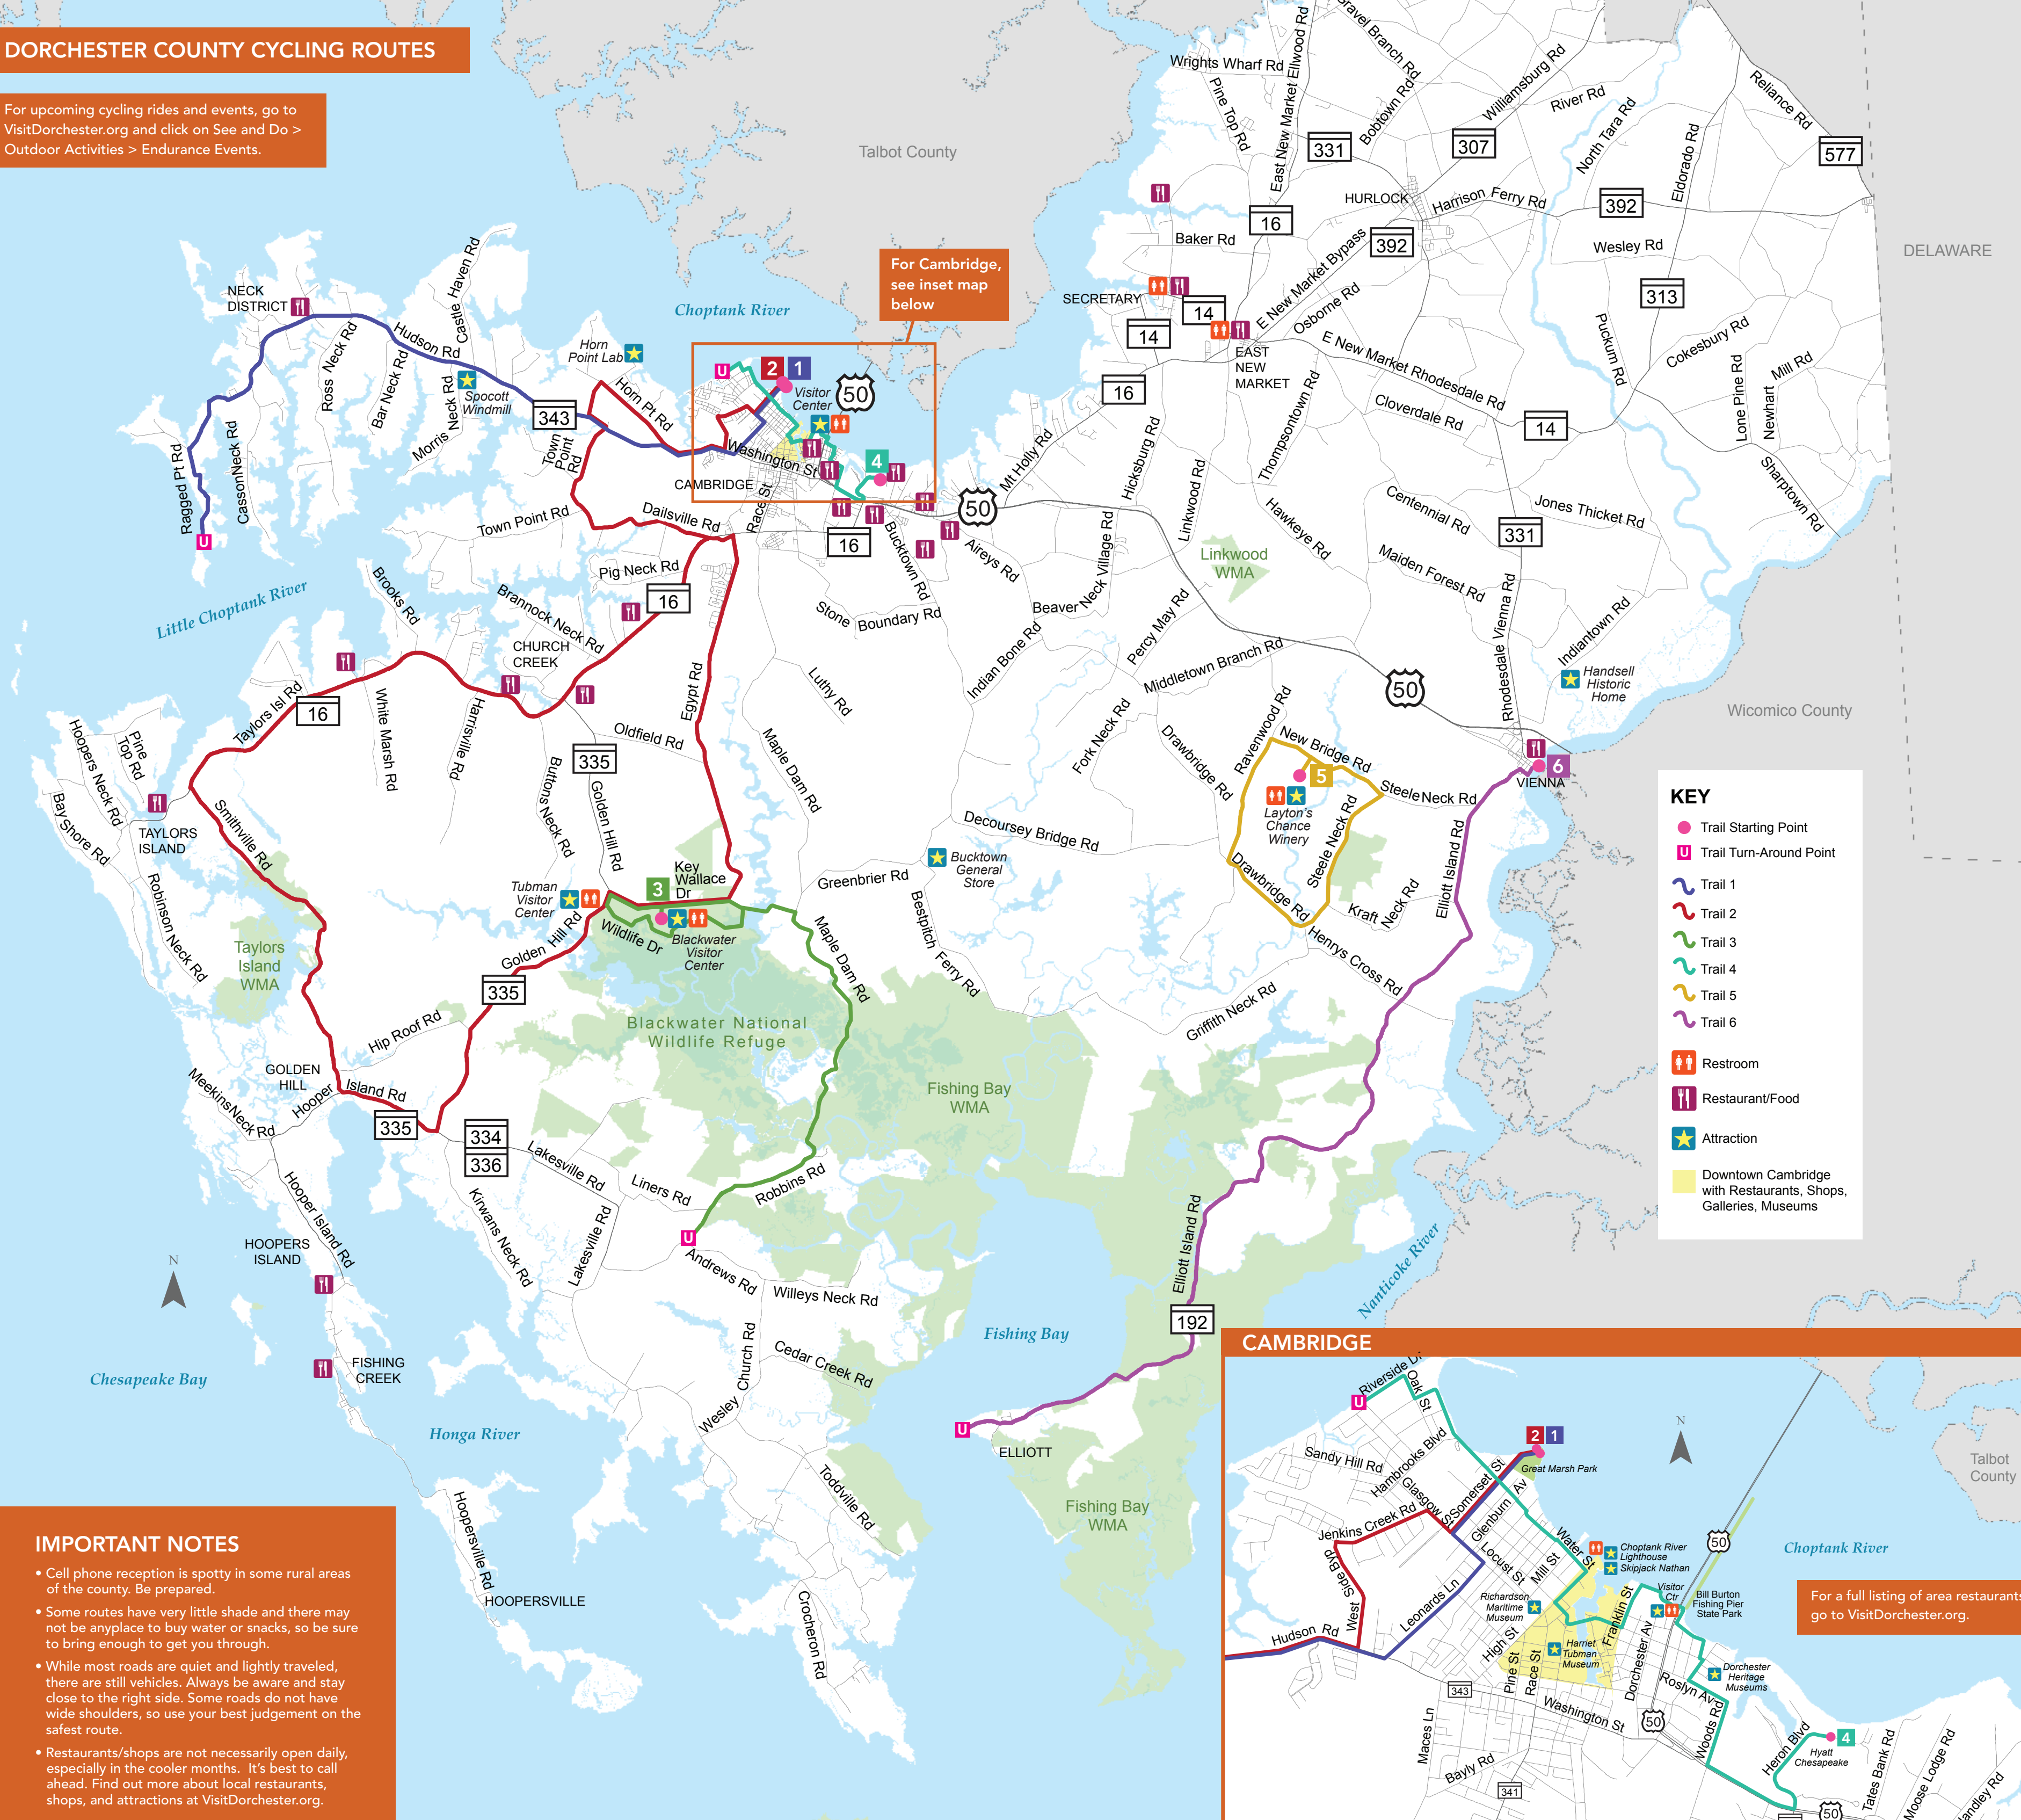 DORCHESTER COUNTY CYCLING ROUTES
For upcoming cycling rides and events, go to
VisitDorchester.org and click on See and Do >
Outdoor Activities > Endurance Events.
Talbot County
For Cambridge,
see inset map
below
Choptank River
Wrights Wharf Rd
Pine Top Rd
East New Market Ellwood Rd
Gravel Branch Rd
Bobtown Rd
Williamsburg Rd
River Rd
North Tara Rd
Eldorado Rd
Reliance Rd
331
307
577
HURLOCK
Harrison Ferry Rd
392
16
392
Baker Rd
Wesley Rd
DELAWARE
E New Market Bypass
Osborne Rd
313
SECRETARY
14
14
EAST
NEW
MARKET
E New Market Rhodesdale Rd
Puckum Rd
Cokesbury Rd
Lone Pine Rd
Newhart
Mill Rd
16
Cloverdale Rd
14
Sharptown Rd
NECK
DISTRICT
Hudson Rd
Castle Haven Rd
Ross Neck Rd
Bar Neck Rd
Morris
Neck Rd
Spocott
Windmill
Horn
Point Lab
Horn Pt Rd
343
Town
Point
Rd
Ragged Pt Rd
CassonNeck Rd
U
U
2
1
Visitor
Center
50
Washington St
4
CAMBRIDGE
Race St
Mt Holly Rd
50
Hicksburg Rd
Linkwood Rd
Thompsontown Rd
Hawkeye Rd
Centennial Rd
Jones Thicket Rd
331
Maiden Forest Rd
Rhodesdale Vienna Rd
Indiantown Rd
Town Point Rd
Dailsville Rd
16
Bucktown Rd
Aireys Rd
Neck Village Rd
Beaver
Linkwood
WMA
Little Choptank River
Brooks Rd
Pig Neck Rd
16
Brannock Neck Rd
CHURCH
CREEK
Stone Boundary Rd
Indian Bone Rd
Percy May Rd
Middletown Branch Rd
50
Handsell
Historic
Home
Wicomico County
Taylors Isl Rd
16
White Marsh Rd
Harrisville Rd
Egypt Rd
Luthy Rd
Oldfield Rd
335
Buttons Neck Rd
Golden Hill Rd
Maple Dam Rd
Fork Neck Rd
Drawbridge Rd
Ravenwood Rd
New Bridge Rd
5
Steele Neck Rd
Layton's
Chance
Winery
Steele Neck Rd
VIENNA
6
Hoopers Neck Rd
Pine
Top Rd
Bay Shore Rd
TAYLORS
ISLAND
Smithville Rd
Robinson Neck Rd
Taylors
Island
WMA
Key
Wallace
Dr
3
Tubman
Visitor
Center
Wildlife Dr
Blackwater
Visitor
Center
Greenbrier Rd
Bucktown
General
Store
Decoursey Bridge Rd
Bestpitch Ferry Rd
Maple Dam Rd
Drawbridge Rd
Kraft Neck Rd
Elliott Island Rd
Henrys Cross Rd
Griffith Neck Rd
Golden Hill Rd
335
Hip Roof Rd
GOLDEN
HILL
Hooper Island Rd
335
334
336
Meekins Neck Rd
Blackwater National
Wildlife Refuge
Fishing Bay
WMA
Lakesville Rd
Liners Rd
Robbins Rd
U
Kirwans Neck Rd
Lakesville Rd
Andrews Rd
Willeys Neck Rd
Hooper Island Rd
HOOPERS
ISLAND
N
FISHING
CREEK
Chesapeake Bay
Honga River
Wesley Church Rd
Cedar Creek Rd
Fishing Bay
Elliott Island Rd
192
Nanticoke River
U
ELLIOTT
Fishing Bay
WMA
Toddville Rd
Crocheron Rd
Hoopersville Rd
HOOPERSVILLE
KEY
Trail Starting Point
U
Trail Turn-Around Point
Trail 1
Trail 2
Trail 3
Trail 4
Trail 5
Trail 6
Restroom
Restaurant/Food
Attraction
Downtown Cambridge
with Restaurants, Shops,
Galleries, Museums
IMPORTANT NOTES
• Cell phone reception is spotty in some rural areas
of the county. Be prepared.
• Some routes have very little shade and there may
not be anyplace to buy water or snacks, so be sure
to bring enough to get you through.
• While most roads are quiet and lightly traveled,
there are still vehicles. Always be aware and stay
close to the right side. Some roads do not have
wide shoulders, so use your best judgement on the
safest route.
• Restaurants/shops are not necessarily open daily,
especially in the cooler months. It's best to call
ahead. Find out more about local restaurants,
shops, and attractions at VisitDorchester.org.
CAMBRIDGE
Riverside Dr
U
Oak St
2
1
Great Marsh Park
N
Talbot
County
Sandy Hill Rd
Hambrooks Blvd
Glasgow St
Somerset St
Glenburn Av
Jenkins Creek Rd
Locust St
Mill St
Water St
Choptank River
Lighthouse
Skipjack Nathan
50
Choptank River
West Side Byp
Leonards Ln
Richardson
Maritime
Museum
High St
Franklin St
Visitor
Ctr
Bill Burton
Fishing Pier
State Park
For a full listing of area restaurants
go to VisitDorchester.org.
Hudson Rd
Pine St
Race St
Harriet
Tubman
Museum
Dorchester Av
Dorchester
Heritage
Museums
Roslyn Av
343
Washington St
50
Woods Rd
Maces Ln
Bayly Rd
341
Heron Blvd
4
Hyatt
Chesapeake
Tates Bank Rd
Moose Lodge Rd
50